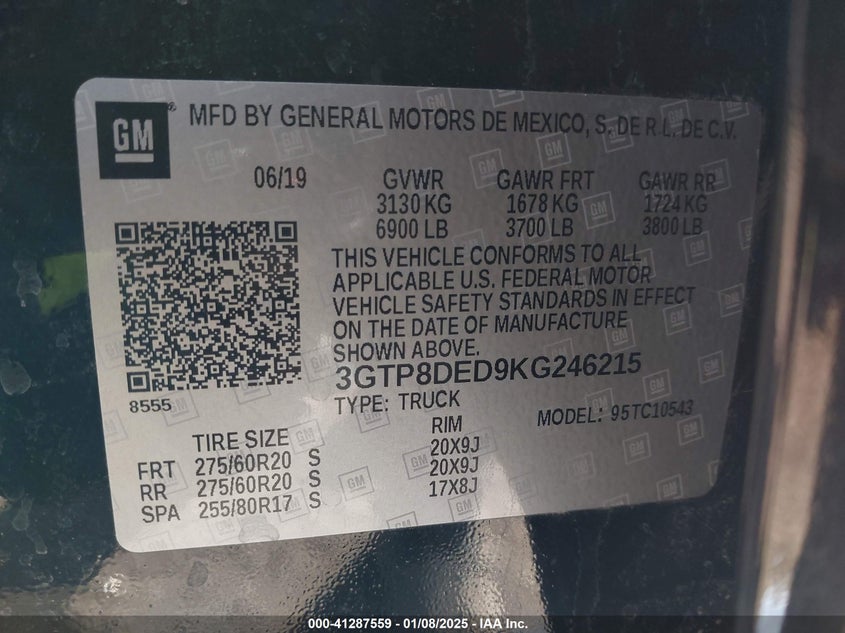 GM® MFD BY GENERAL MOTORS DE MEXICO, S. DE R.L. DE C.V.
06/19 GVWR GAWR FRT GAWR RR
3130 KG 1678 KG 1724 KG
6900 LB 3700 LB 3800 LB
THIS VEHICLE CONFORMS TO ALL
APPLICABLE U.S. FEDERAL MOTOR
VEHICLE SAFETY STANDARDS IN EFFECT
ON THE DATE OF MANUFACTURE
SHOWN ABOVE.
3GTP8DED9KG246215
8555
TYPE: TRUCK MODEL: 95TC10543
TIRE SIZE RIM
FRT 275/60R20 S 20X9J
RR 275/60R20 S 20X9J
SPA 255/80R17 S 17X8J
000-41287559 - 01/08/2025 - IAA Inc.